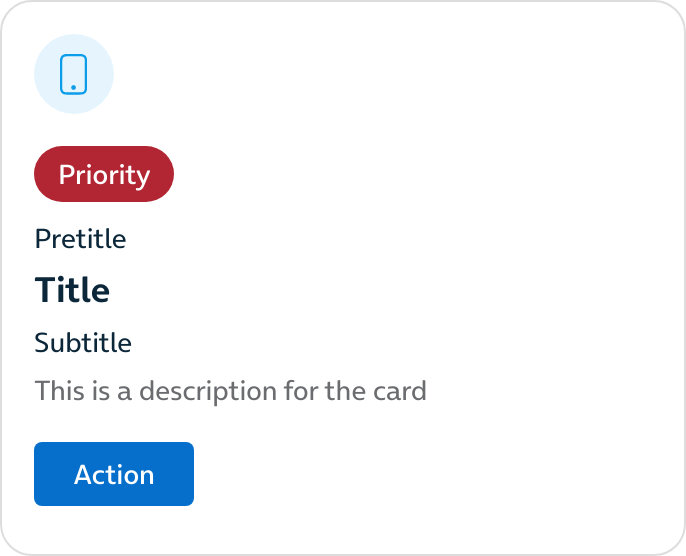 Priority
Pretitle
Title
Subtitle
This is a description for the card
Action